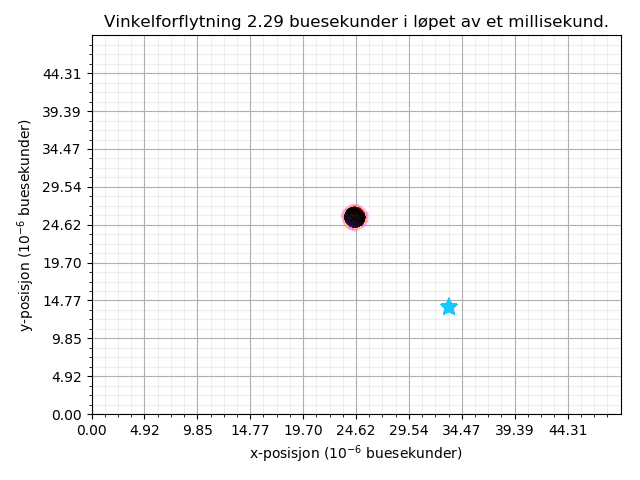 Vinkelforflytning 2.29 buesekunder i løpet av et millisekund.
44.31
39.39
34.47
29.54
24.62
19.70
14.77
9.85
4.92
0.00
y-posisjon (10⁻⁶ buesekunder)
0.00 4.92 9.85 14.77 19.70 24.62 29.54 34.47 39.39 44.31
x-posisjon (10⁻⁶ buesekunder)